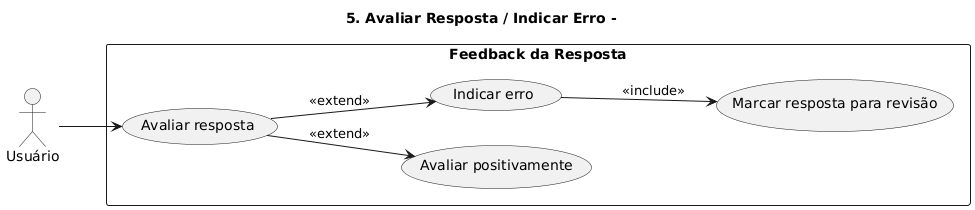 5. Avaliar Resposta / Indicar Erro -
Feedback da Resposta
Usuário
Avaliar resposta
«extend»
«extend»
Indicar erro
Avaliar positivamente
«include»
Marcar resposta para revisão